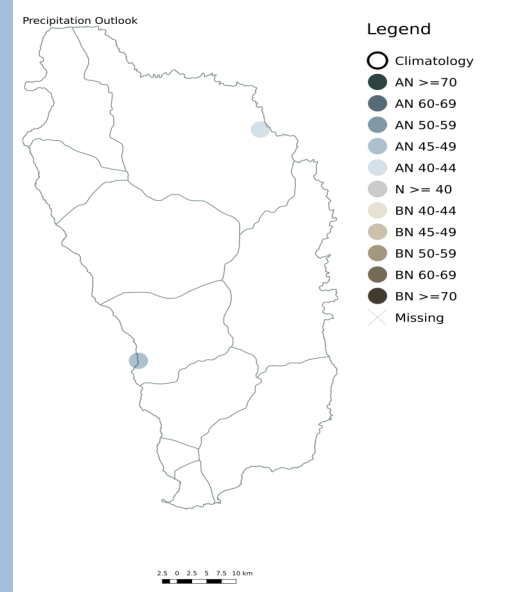 Precipitation Outlook
Legend
Climatology
AN >=70
AN 60-69
AN 50-59
AN 45-49
AN 40-44
N >= 40
BN 40-44
BN 45-49
BN 50-59
BN 60-69
BN >=70
Missing
2.5 0 2.5 5 7.5 10 km